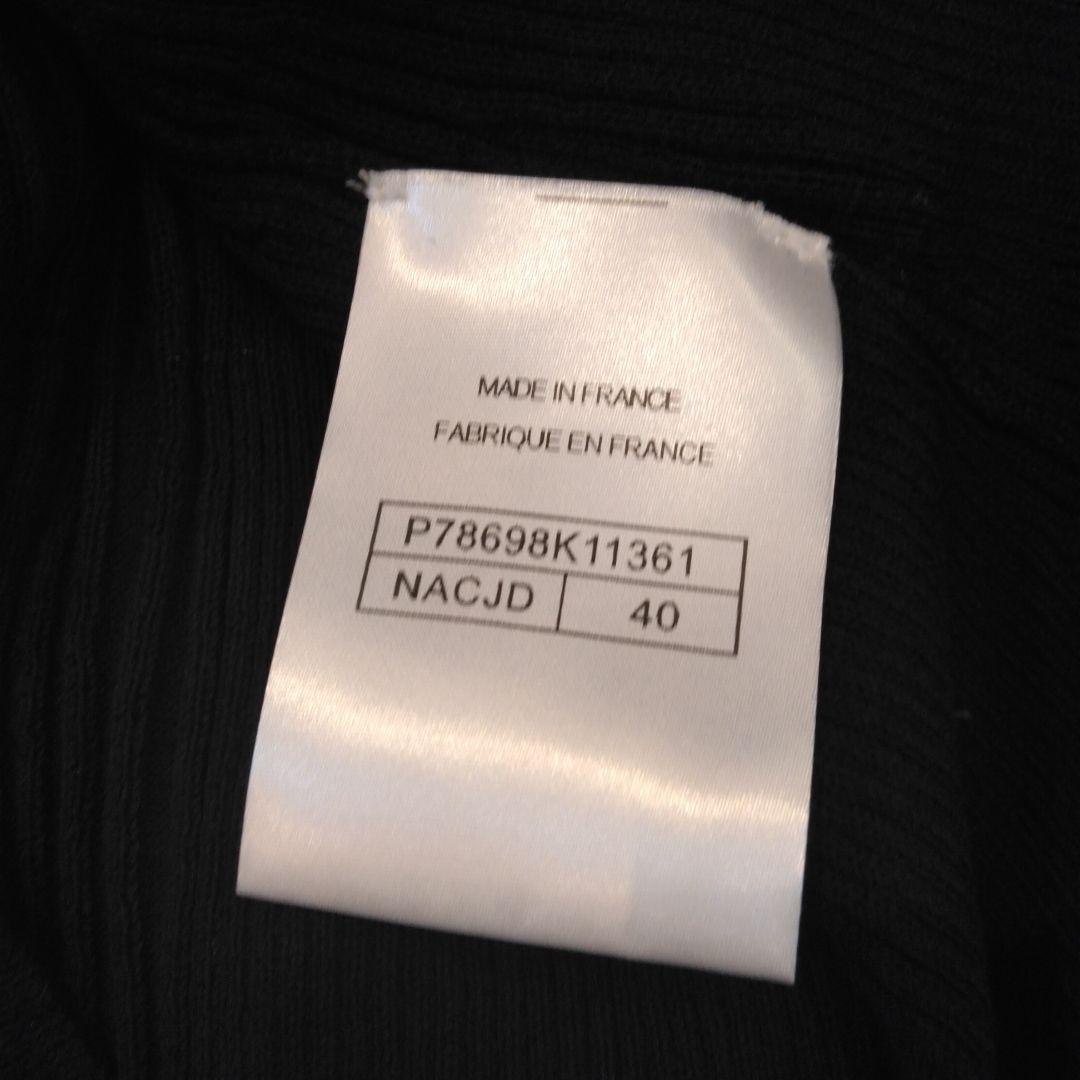 MADE IN FRANCE
FABRIQUE EN FRANCE
P78698K11361
NACJD 40